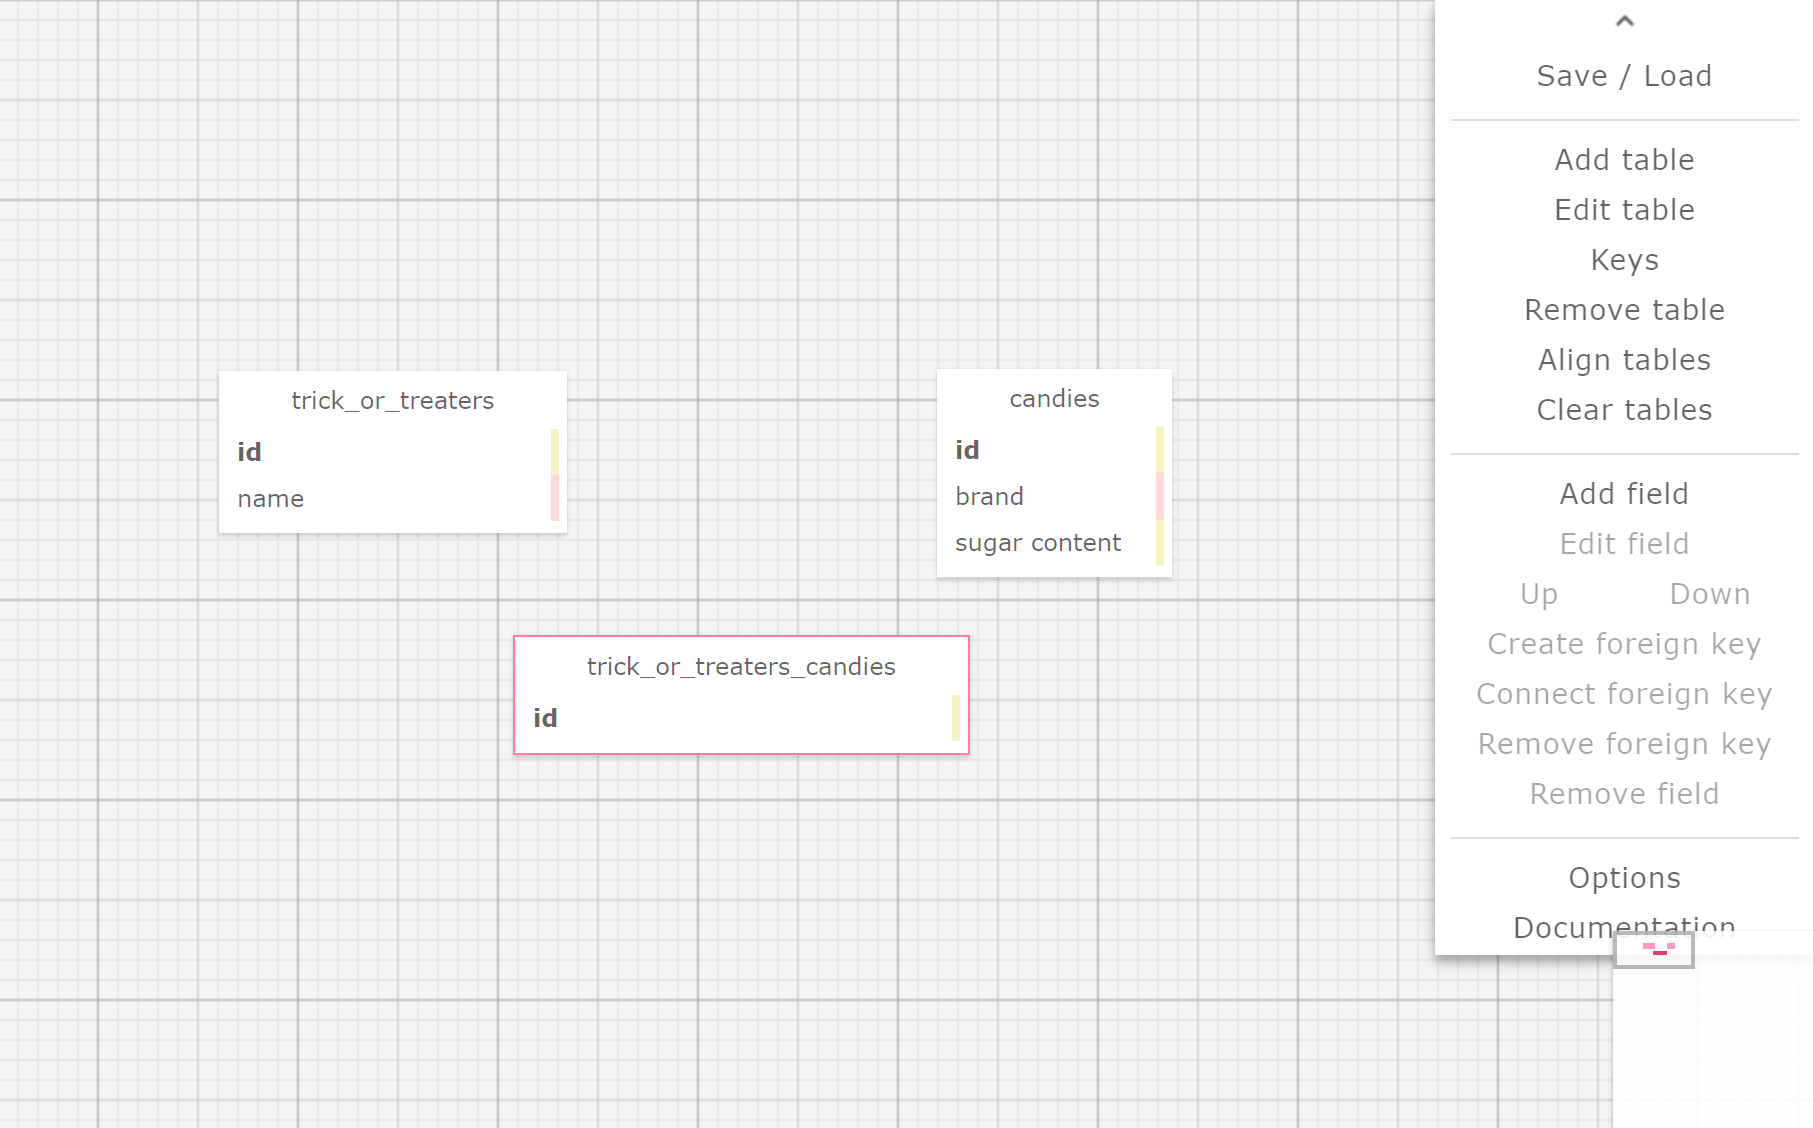 trick_or_treaters
id
name
candies
id
brand
sugar content
trick_or_treaters_candies
id
Save / Load
Add table
Edit table
Keys
Remove table
Align tables
Clear tables
Add field
Edit field
Up Down
Create foreign key
Connect foreign key
Remove foreign key
Remove field
Options
Documentation